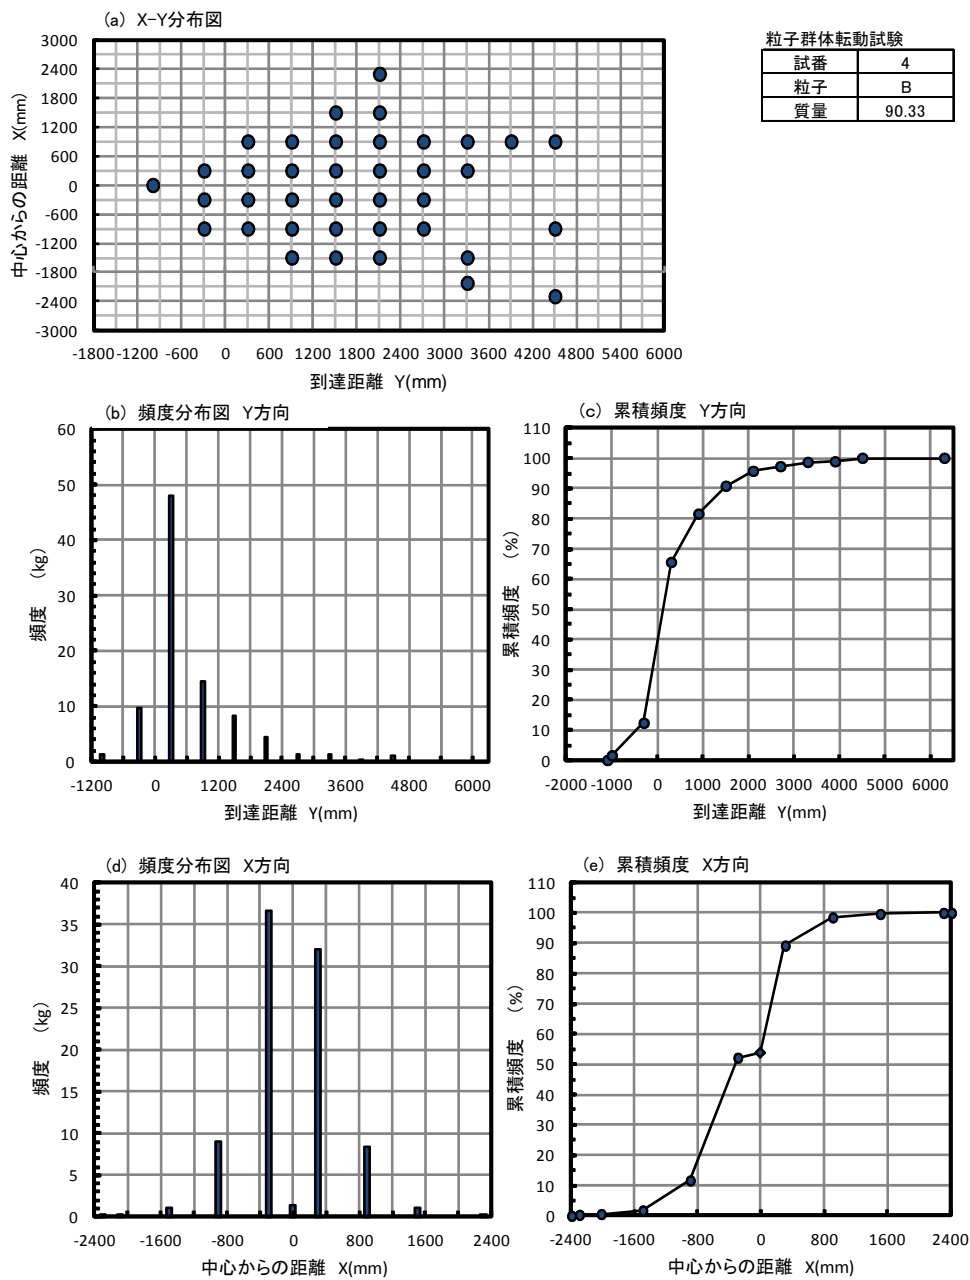 (a) X-Y分布図
粒子群体転動試験
試番 4
粒子 B
質量 90.33
3000
2400
1800
1200
600
0
-600
-1200
-1800
-2400
-3000
中心からの距離 X(mm)
-1800 -1200 -600 0 600 1200 1800 2400 3000 3600 4200 4800 5400 6000
到達距離 Y(mm)
(b) 頻度分布図 Y方向
60
50
40
30
20
10
0
頻度 (kg)
-1200 0 1200 2400 3600 4800 6000
到達距離 Y(mm)
(c) 累積頻度 Y方向
110
100
90
80
70
60
50
40
30
20
10
0
累積頻度 (%)
-2000 -1000 0 1000 2000 3000 4000 5000 6000
到達距離 Y(mm)
(d) 頻度分布図 X方向
40
35
30
25
20
15
10
5
0
頻度 (kg)
-2400 -1600 -800 0 800 1600 2400
中心からの距離 X(mm)
(e) 累積頻度 X方向
110
100
90
80
70
60
50
40
30
20
10
0
累積頻度 (%)
-2400 -1600 -800 0 800 1600 2400
中心からの距離 X(mm)